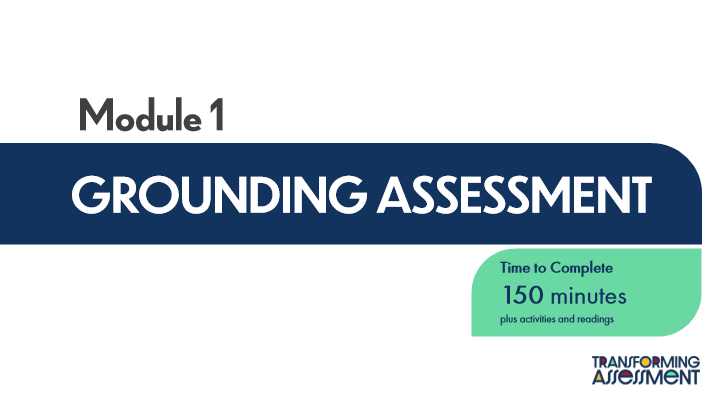 Module 1
GROUNDING ASSESSMENT
Time to Complete
150 minutes
plus activities and readings
TRANSFORMING
ASSESSMENT